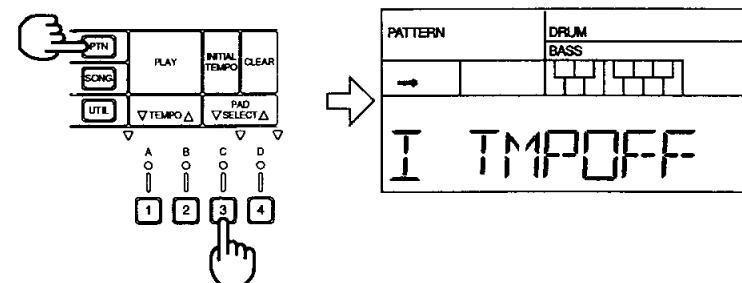 PTN
SONG
UTIL
PLAY
INITIAL
TEMPO
CLEAR
▽ TEMPO △
PAD
▽ SELECT △
A B C D
1 2 3 4
PATTERN
DRUM
BASS
I TMPOFF